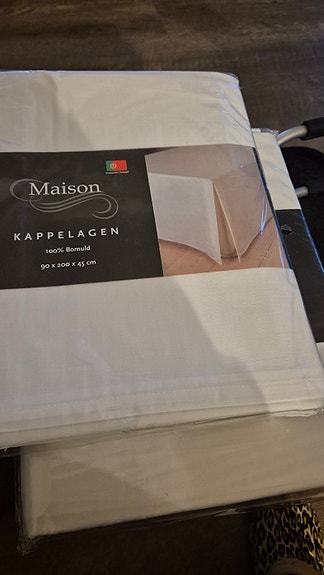 Maison
KAPPELAGEN
100% Bomuld
90 x 200 x 45 cm